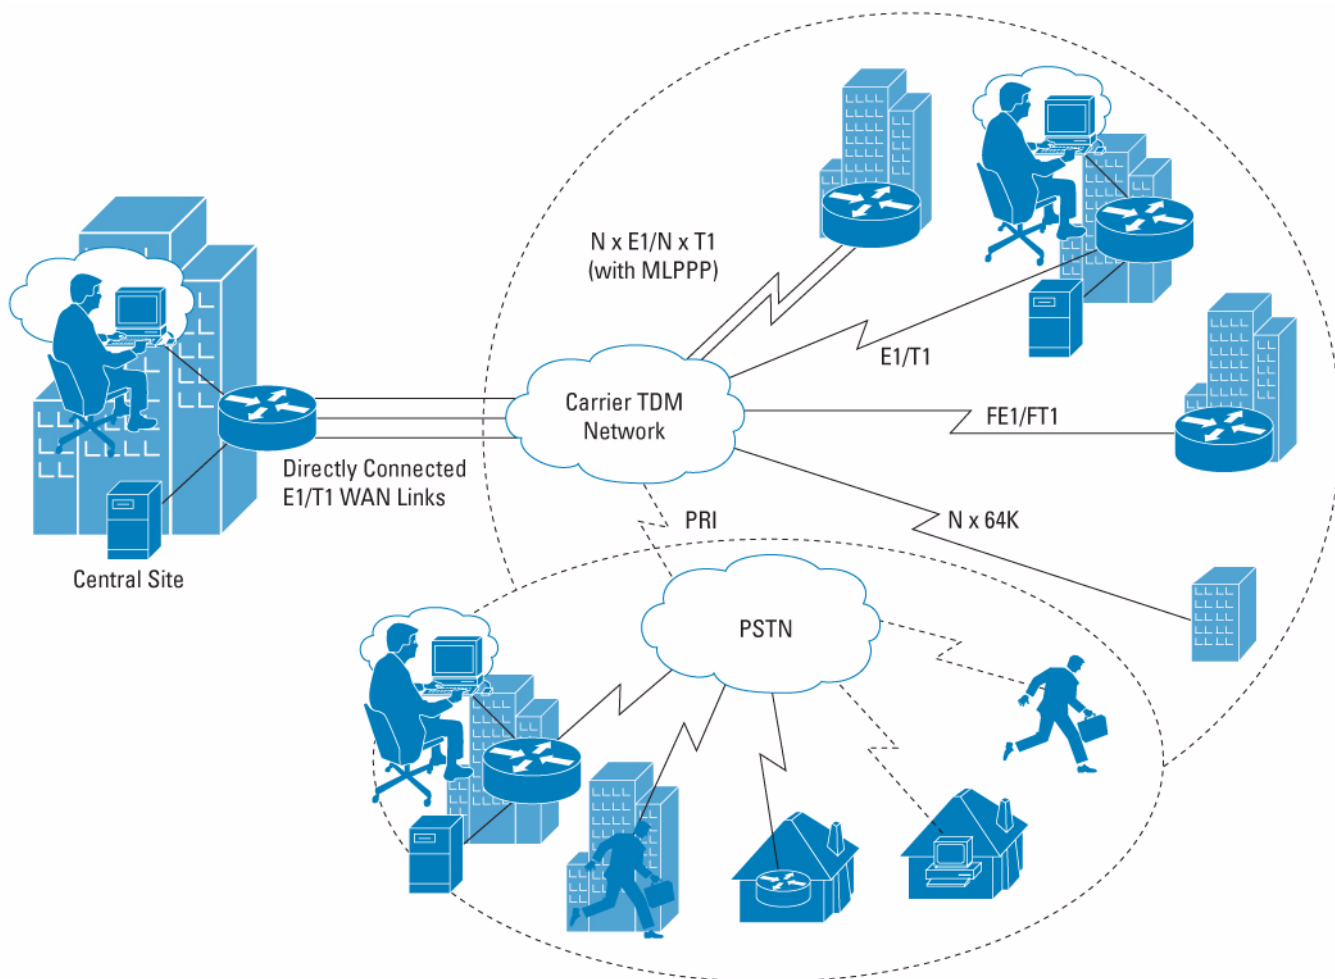 N x E1/N x T1
(with MLPPP)
E1/T1
Carrier TDM
Network
FE1/FT1
Directly Connected
E1/T1 WAN Links
PRI
N x 64K
Central Site
PSTN